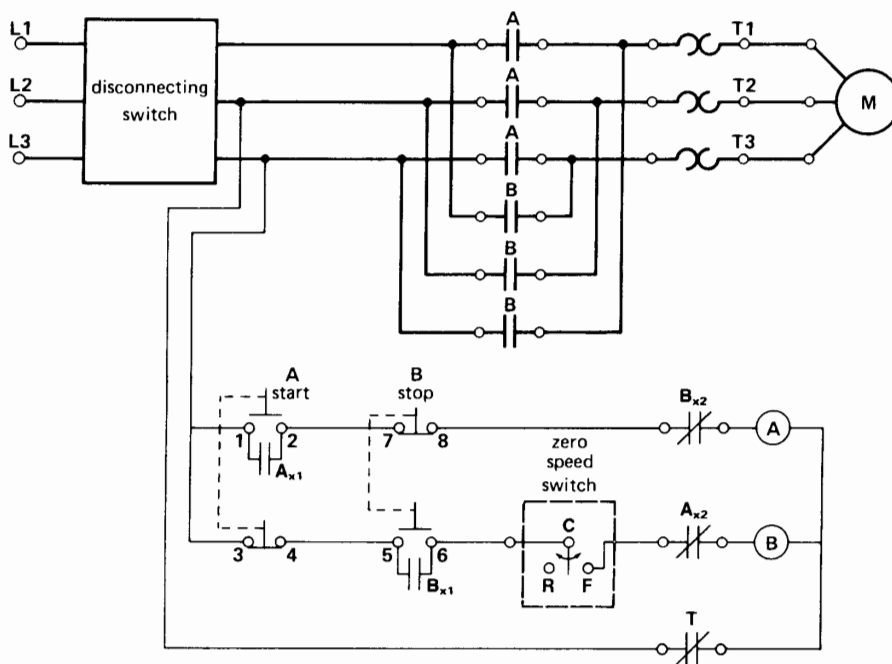 L1
L2
L3
disconnecting
switch
A
A
A
B
B
B
T1
T2
T3
M
A
start
B
stop
1
2
7
8
Ax1
Bx2
A
zero
speed
switch
3
4
5
6
Bx1
C
R
F
Ax2
B
T